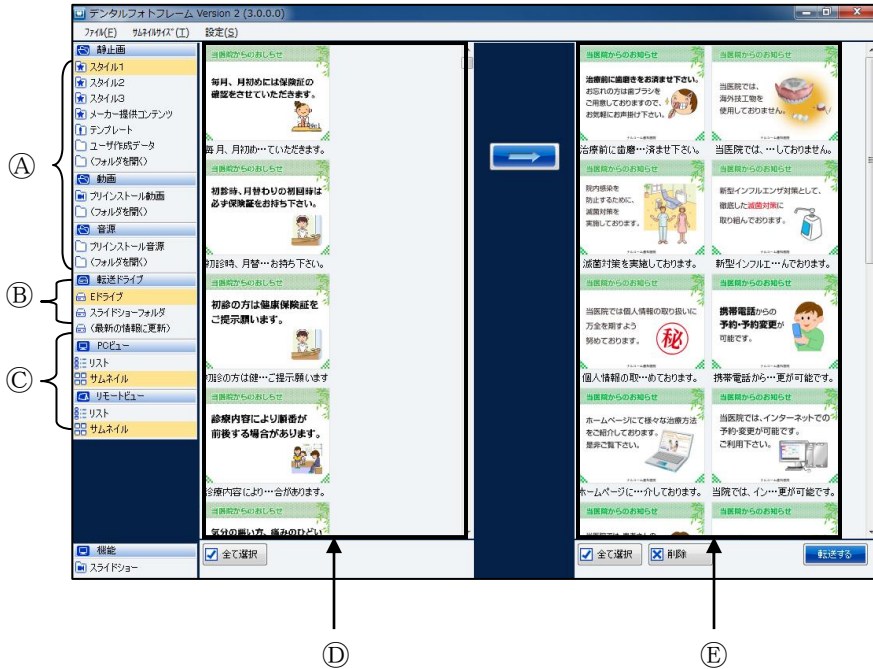 デンタルフォトフレーム Version 2 (3.0.0.0)
ファイル(F) サムネイルサイズ(T) 設定(S)
静止画
スタイル1
スタイル2
スタイル3
メーカー提供コンテンツ
テンプレート
ユーザ作成データ
〈フォルダを開く〉
動画
プリインストール動画
〈フォルダを開く〉
音源
プリインストール音源
〈フォルダを開く〉
転送ドライブ
Eドライブ
スライドショーフォルダ
〈最新の情報に更新〉
PCビュー
リスト
サムネイル
リモートビュー
リスト
サムネイル
機能
スライドショー
Ⓐ
Ⓑ
Ⓒ
当医院からのおしらせ
毎月、月初めには保険証の
確認をさせていただきます。
毎月、月初め…ていただきます。
当医院からのおしらせ
初診時、月替わりの初回時は
必ず保険証をお持ち下さい。
初診時、月替…お持ち下さい。
当医院からのおしらせ
初診の方は健康保険証を
ご提示願います。
初診の方は健…ご提示願います
当医院からのおしらせ
診療内容により順番が
前後する場合があります。
診療内容により…合があります。
当医院からのおしらせ
気分の悪い方、痛みのひどい
全て選択
Ⓓ
当医院からのお知らせ
治療前に歯磨きをお済ませ下さい。
お忘れの方は歯ブラシを
ご用意しておりますので、
お気軽にお声掛け下さい。
治療前に歯磨…済ませ下さい。
当医院からのお知らせ
当医院では、
海外技工物を
使用しておりません。
当医院では、…しておりません。
当医院からのお知らせ
院内感染を
防止するために、
滅菌対策を
実施しております。
滅菌対策を実施しております。
当医院からのお知らせ
新型インフルエンザ対策として、
徹底した滅菌対策に
取り組んでおります。
新型インフルエ…んでおります。
当医院からのお知らせ
当医院では個人情報の取り扱いに
万全を期すよう
努めております。
秘
個人情報の取…めております。
当医院からのお知らせ
携帯電話からの
予約・予約変更が
可能です。
携帯電話から…更が可能です。
当医院からのお知らせ
ホームページにて様々な治療方法
をご紹介しております。
是非ご覧下さい。
ホームページに…介しております。
当医院からのお知らせ
当医院では、インターネットでの
予約・変更が可能です。
ご利用下さい。
当院では、イン…更が可能です。
当医院からのお知らせ
当医院からのお知らせ
全て選択
削除
転送する
Ⓔ